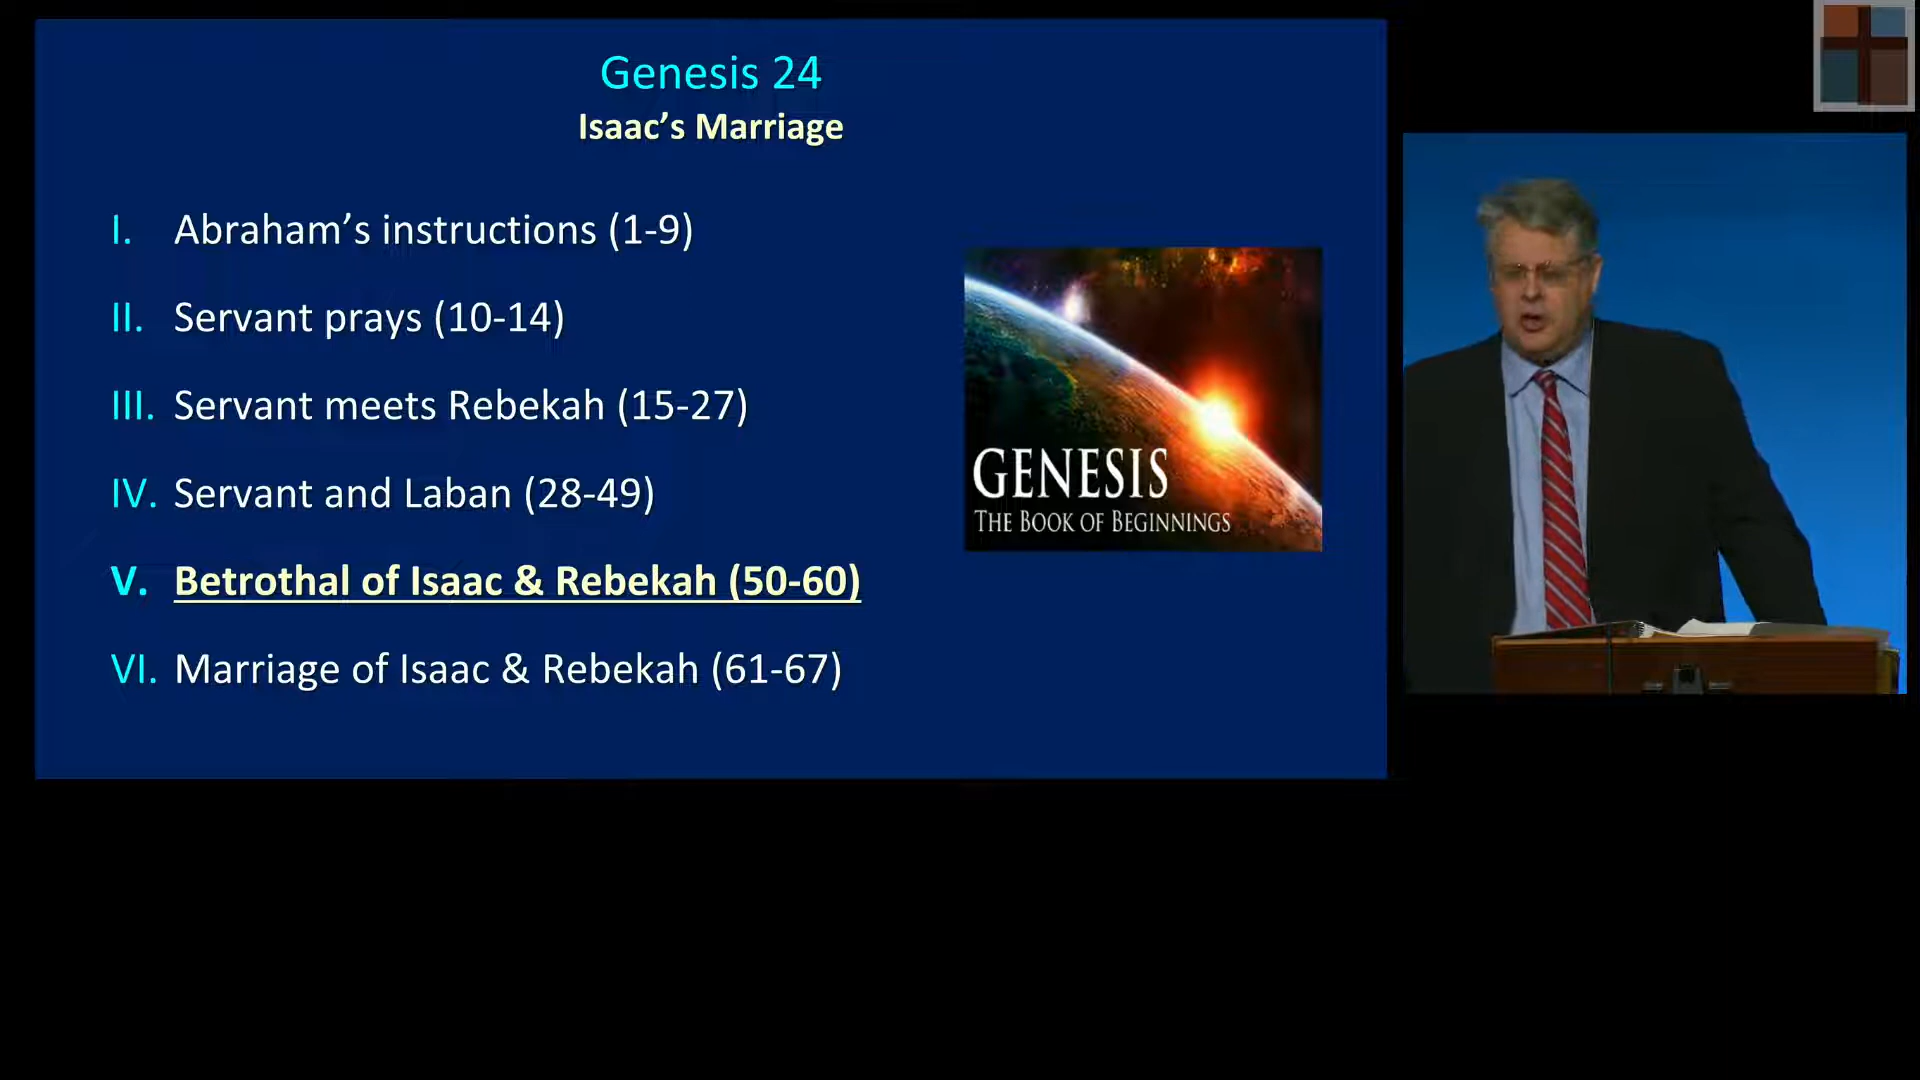 Genesis 24
Isaac’s Marriage
I. Abraham’s instructions (1-9)
II. Servant prays (10-14)
III. Servant meets Rebekah (15-27)
IV. Servant and Laban (28-49)
V. Betrothal of Isaac & Rebekah (50-60)
VI. Marriage of Isaac & Rebekah (61-67)
GENESIS
THE BOOK OF BEGINNINGS